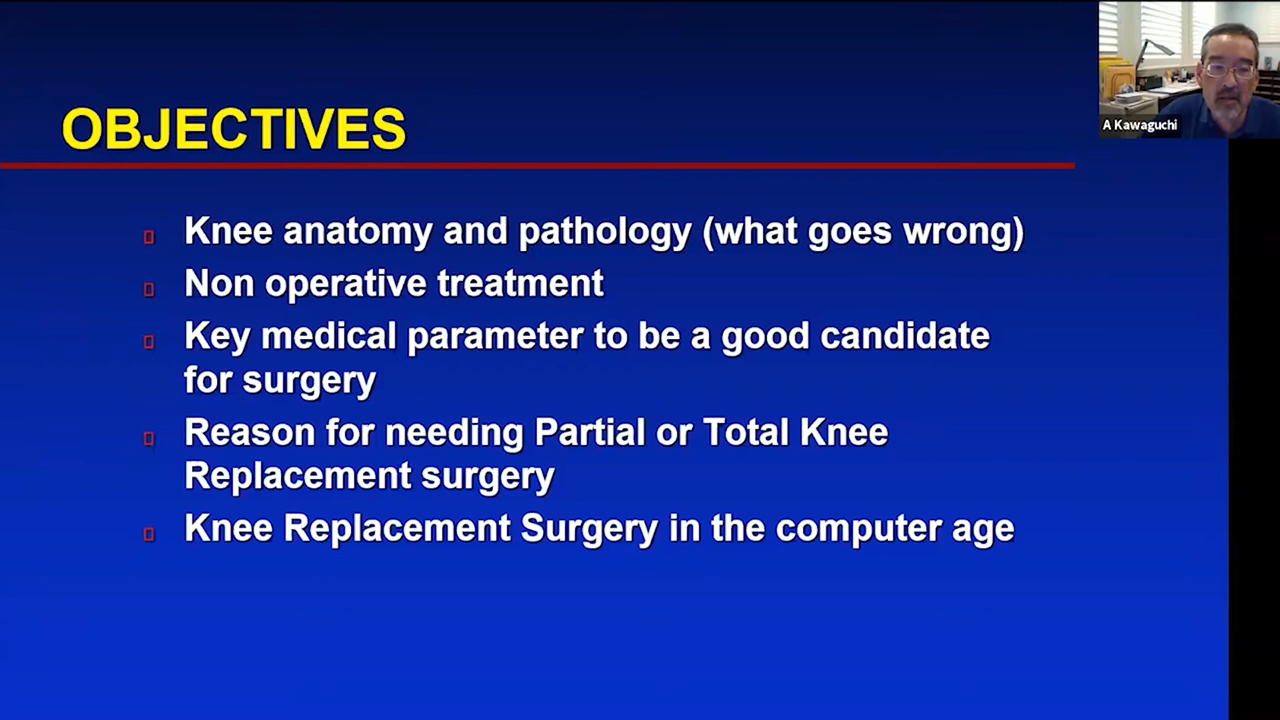 OBJECTIVES
A Kawaguchi
Knee anatomy and pathology (what goes wrong)
Non operative treatment
Key medical parameter to be a good candidate
for surgery
Reason for needing Partial or Total Knee
Replacement surgery
Knee Replacement Surgery in the computer age